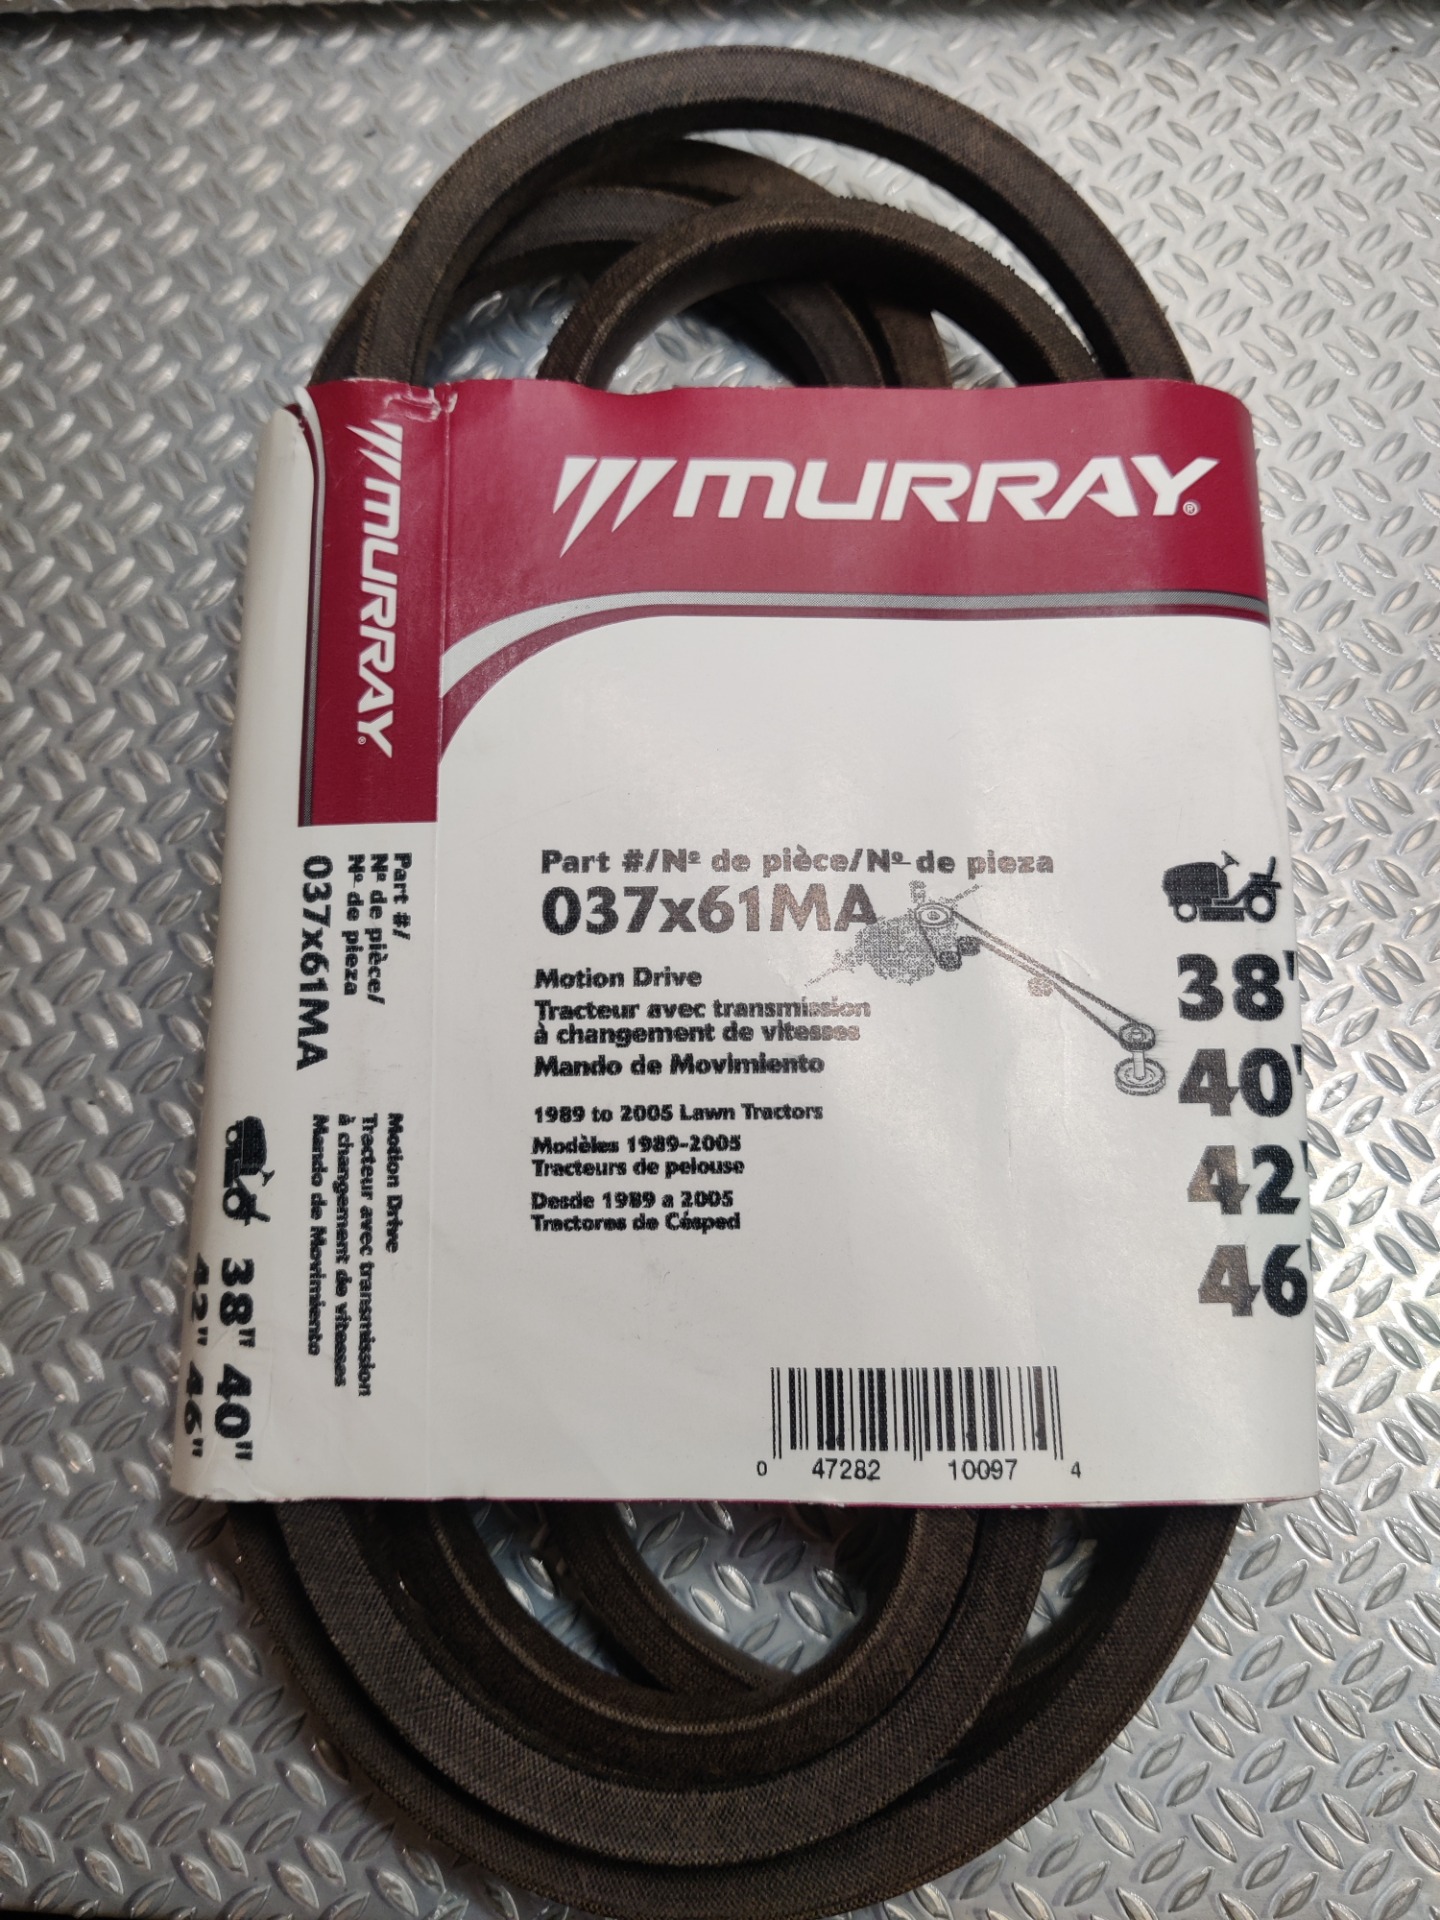 MURRAY®
Part #/Nº de pièce/Nº de pieza
037x61MA
Motion Drive
Tracteur avec transmission
à changement de vitesses
Mando de Movimiento
1989 to 2005 Lawn Tractors
Modèles 1989-2005
Tracteurs de pelouse
Desde 1989 a 2005
Tractores de Césped
38"
40"
42"
46
0 47282 10097 4
MURRAY®
Part #/
Nº de pièce/
Nº de pieza
037x61MA
Motion Drive
Tracteur avec transmission
à changement de vitesses
Mando de Movimiento
38" 40"
42" 46"